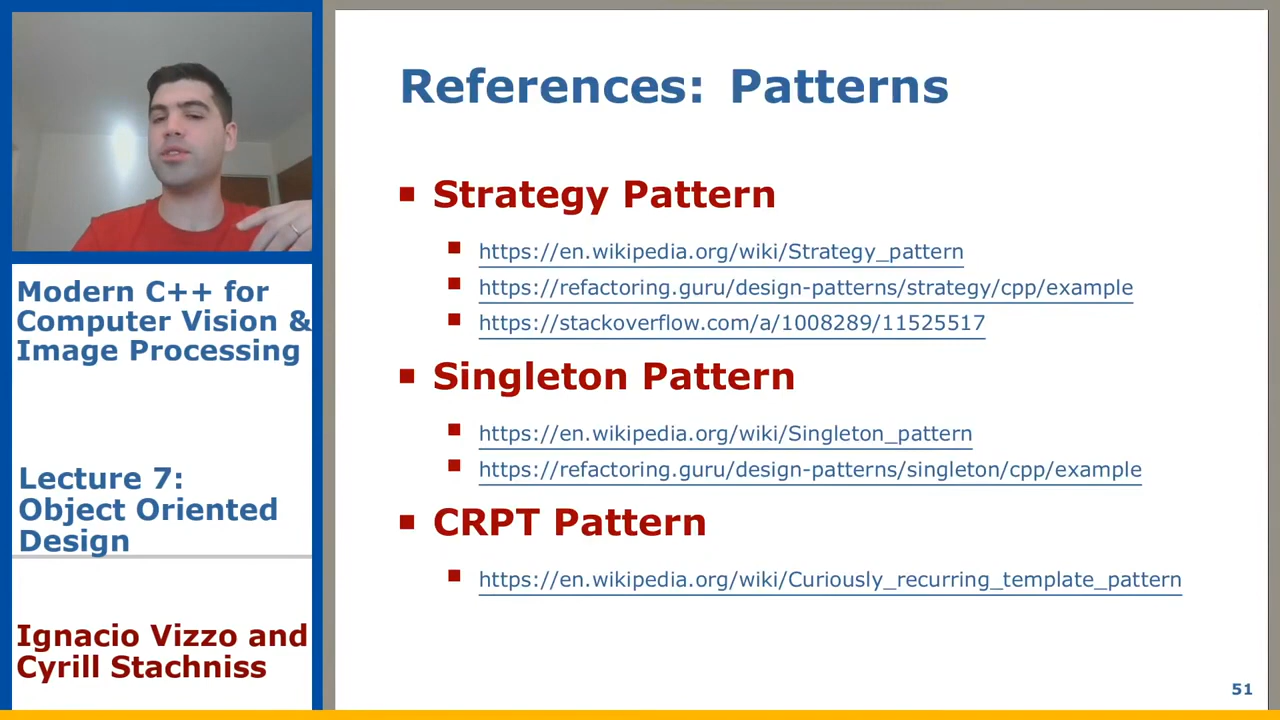 Modern C++ for
Computer Vision &
Image Processing
Lecture 7:
Object Oriented
Design
Ignacio Vizzo and
Cyrill Stachniss
References: Patterns
Strategy Pattern
https://en.wikipedia.org/wiki/Strategy_pattern
https://refactoring.guru/design-patterns/strategy/cpp/example
https://stackoverflow.com/a/1008289/11525517
Singleton Pattern
https://en.wikipedia.org/wiki/Singleton_pattern
https://refactoring.guru/design-patterns/singleton/cpp/example
CRPT Pattern
https://en.wikipedia.org/wiki/Curiously_recurring_template_pattern
51